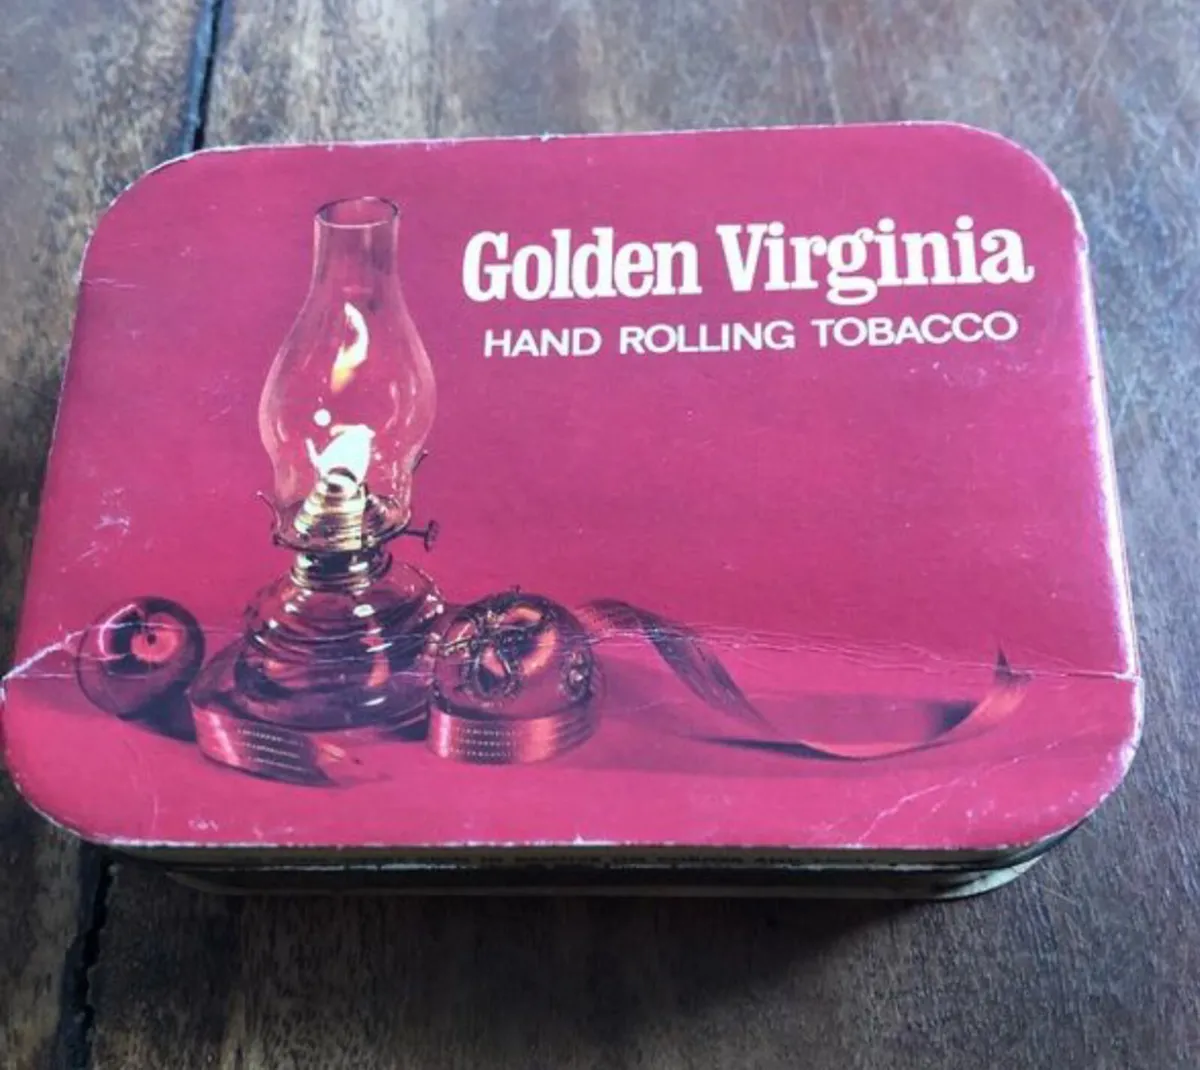 Golden Virginia
HAND ROLLING TOBACCO